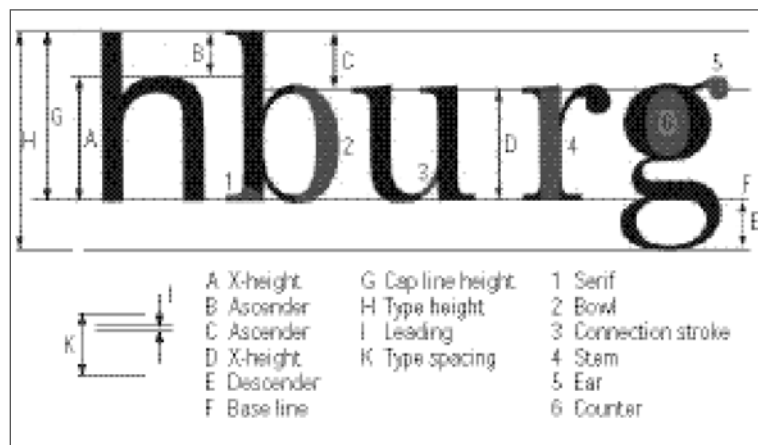 hburg
B
C
5
H
G
A
D
6
2
4
3
1
F
E
I
K
A X-height
B Ascender
C Ascender
D X-height
E Descender
F Base line
G Cap line height
H Type height
I Leading
K Type spacing
1 Serif
2 Bowl
3 Connection stroke
4 Stem
5 Ear
6 Counter